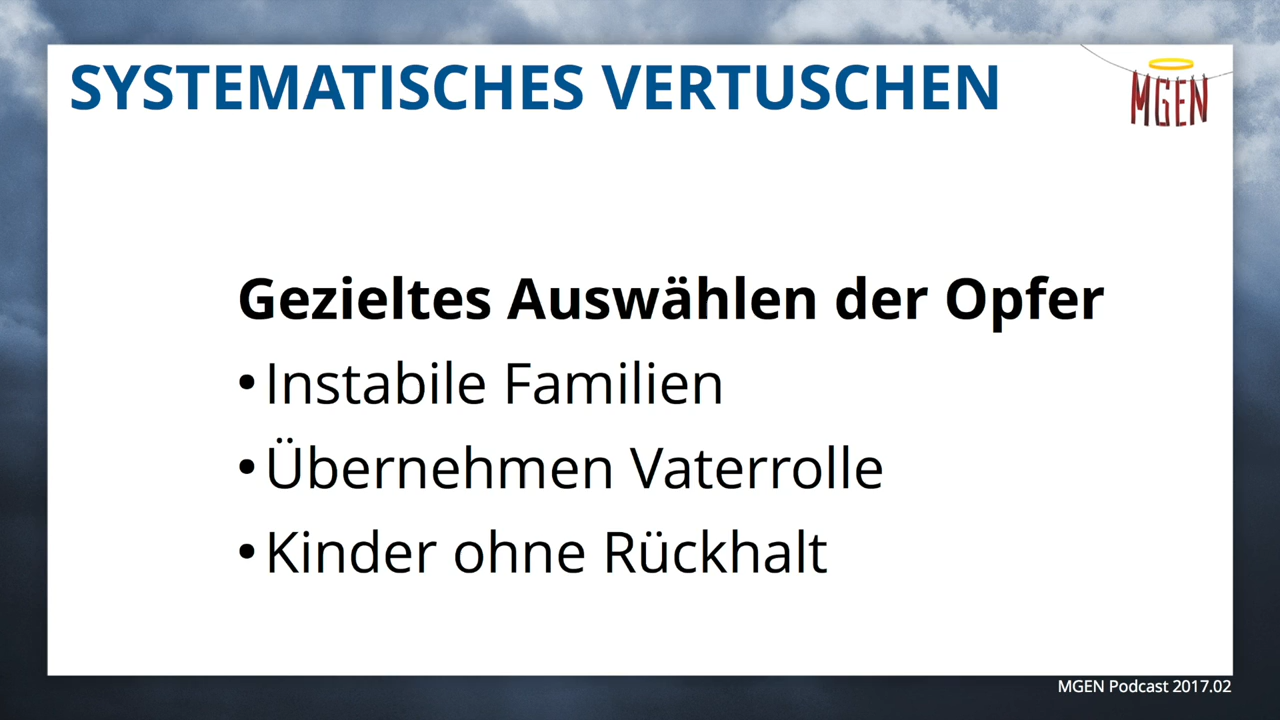 SYSTEMATISCHES VERTUSCHEN
MGEN
Gezieltes Auswählen der Opfer
• Instabile Familien
• Übernehmen Vaterrolle
• Kinder ohne Rückhalt
MGEN Podcast 2017.02